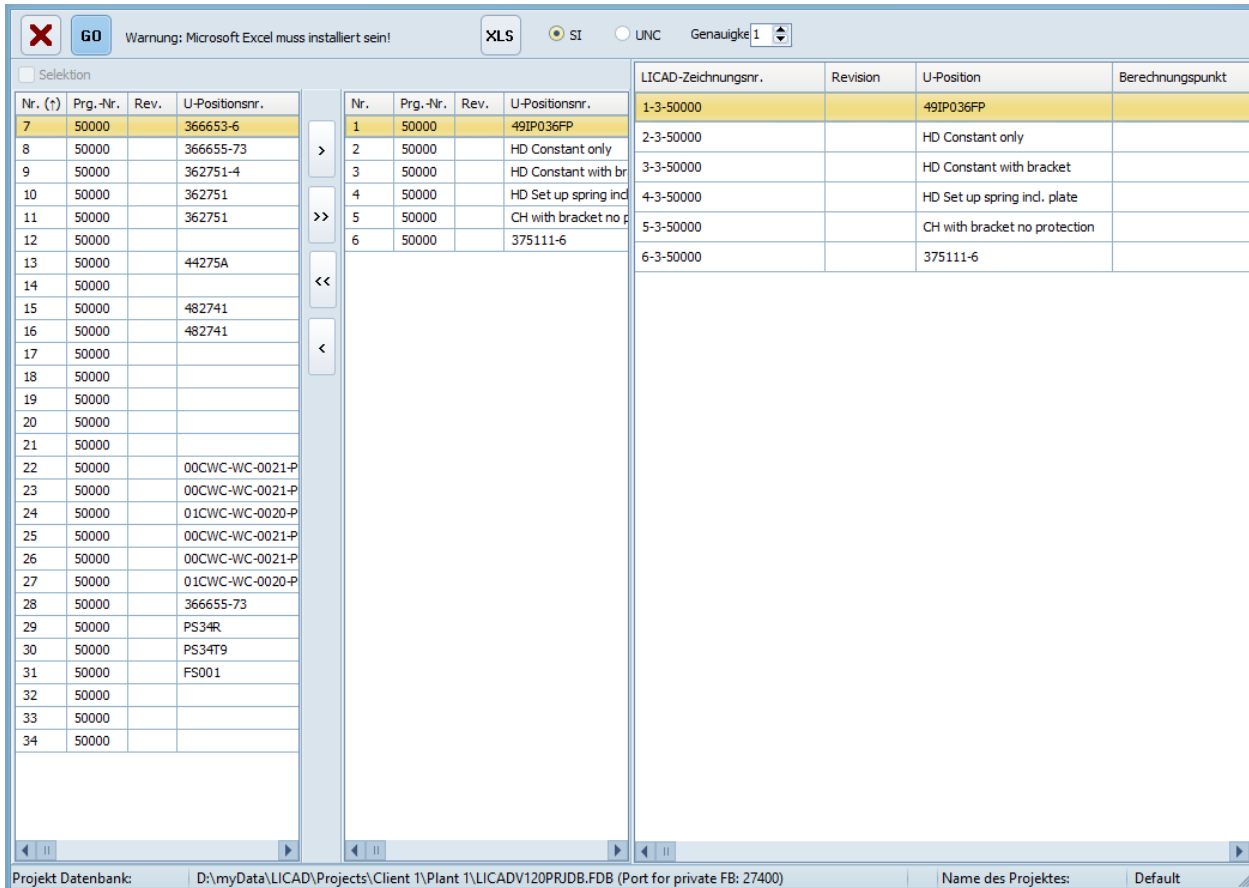 GO Warnung: Microsoft Excel muss installiert sein! XLS SI UNC Genauigke 1
Selektion
Nr. (↑) Prg.-Nr. Rev. U-Positionsnr.
7 50000 366653-6
8 50000 366655-73
9 50000 362751-4
10 50000 362751
11 50000 362751
12 50000
13 50000 44275A
14 50000
15 50000 482741
16 50000 482741
17 50000
18 50000
19 50000
20 50000
21 50000
22 50000 00CWC-WC-0021-P
23 50000 00CWC-WC-0021-P
24 50000 01CWC-WC-0020-P
25 50000 00CWC-WC-0021-P
26 50000 00CWC-WC-0021-P
27 50000 01CWC-WC-0020-P
28 50000 366655-73
29 50000 PS34R
30 50000 PS34T9
31 50000 FS001
32 50000
33 50000
34 50000
>
>>
<<
<
Nr. Prg.-Nr. Rev. U-Positionsnr.
1 50000 49IP036FP
2 50000 HD Constant only
3 50000 HD Constant with br
4 50000 HD Set up spring incl
5 50000 CH with bracket no p
6 50000 375111-6
LICAD-Zeichnungsnr. Revision U-Position Berechnungspunkt
1-3-50000 49IP036FP
2-3-50000 HD Constant only
3-3-50000 HD Constant with bracket
4-3-50000 HD Set up spring incl. plate
5-3-50000 CH with bracket no protection
6-3-50000 375111-6
Projekt Datenbank: D:\myData\LICAD\Projects\Client 1\Plant 1\LICADV120PRJDB.FDB (Port for private FB: 27400) Name des Projektes: Default